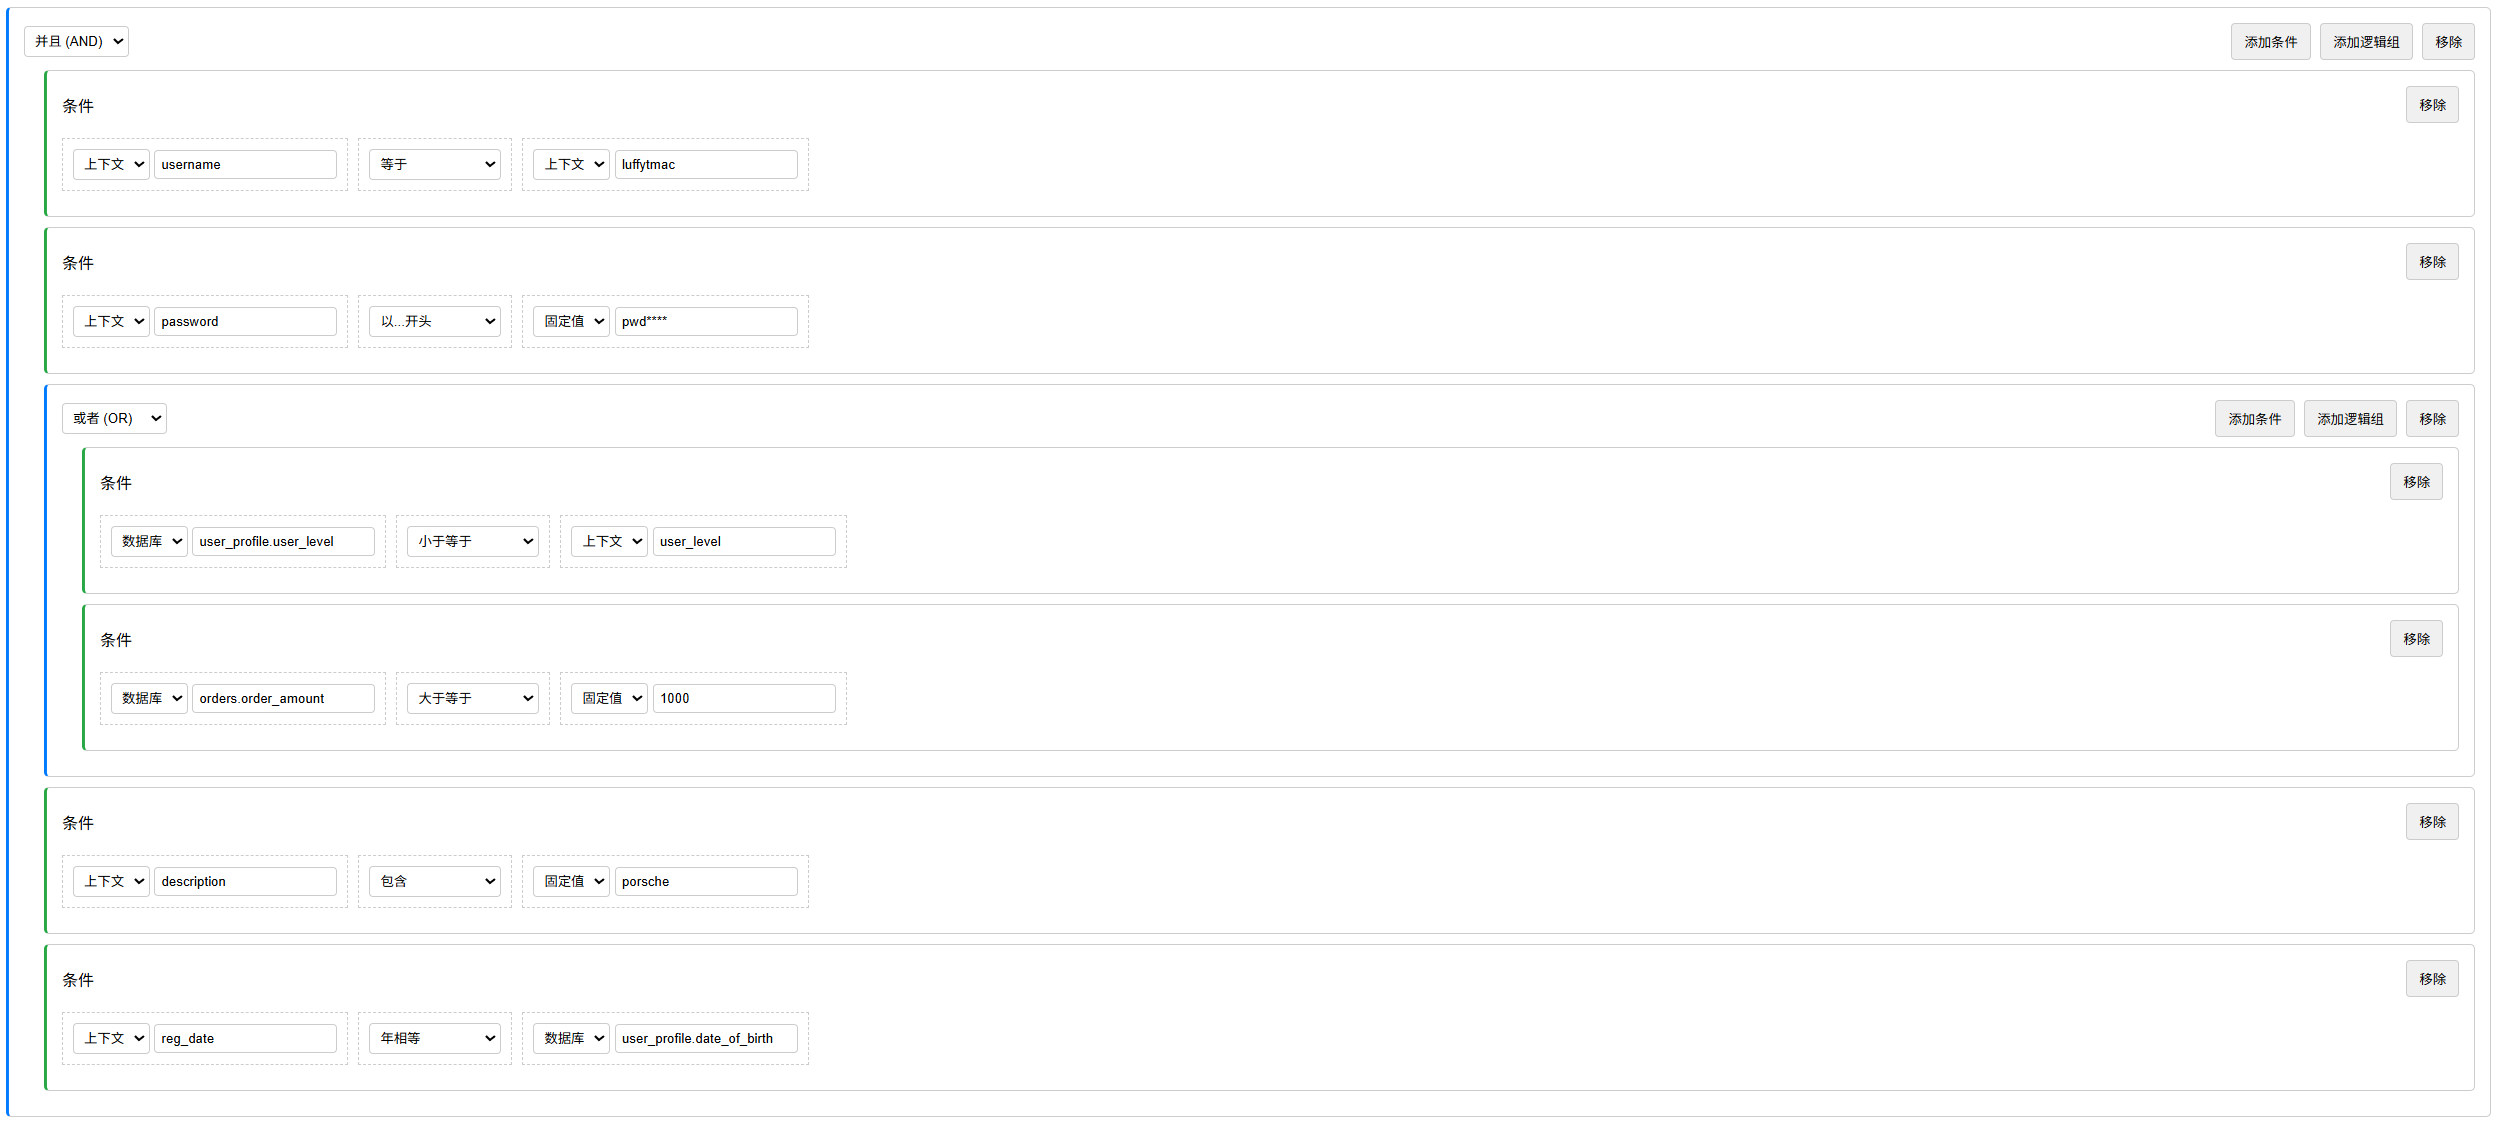 并且 (AND) 添加条件 添加逻辑组 移除
条件 移除
上下文 username 等于 上下文 luffytmac
条件 移除
上下文 password 以...开头 固定值 pwd****
或者 (OR) 添加条件 添加逻辑组 移除
条件 移除
数据库 user_profile.user_level 小于等于 上下文 user_level
条件 移除
数据库 orders.order_amount 大于等于 固定值 1000
条件 移除
上下文 description 包含 固定值 porsche
条件 移除
上下文 reg_date 年相等 数据库 user_profile.date_of_birth